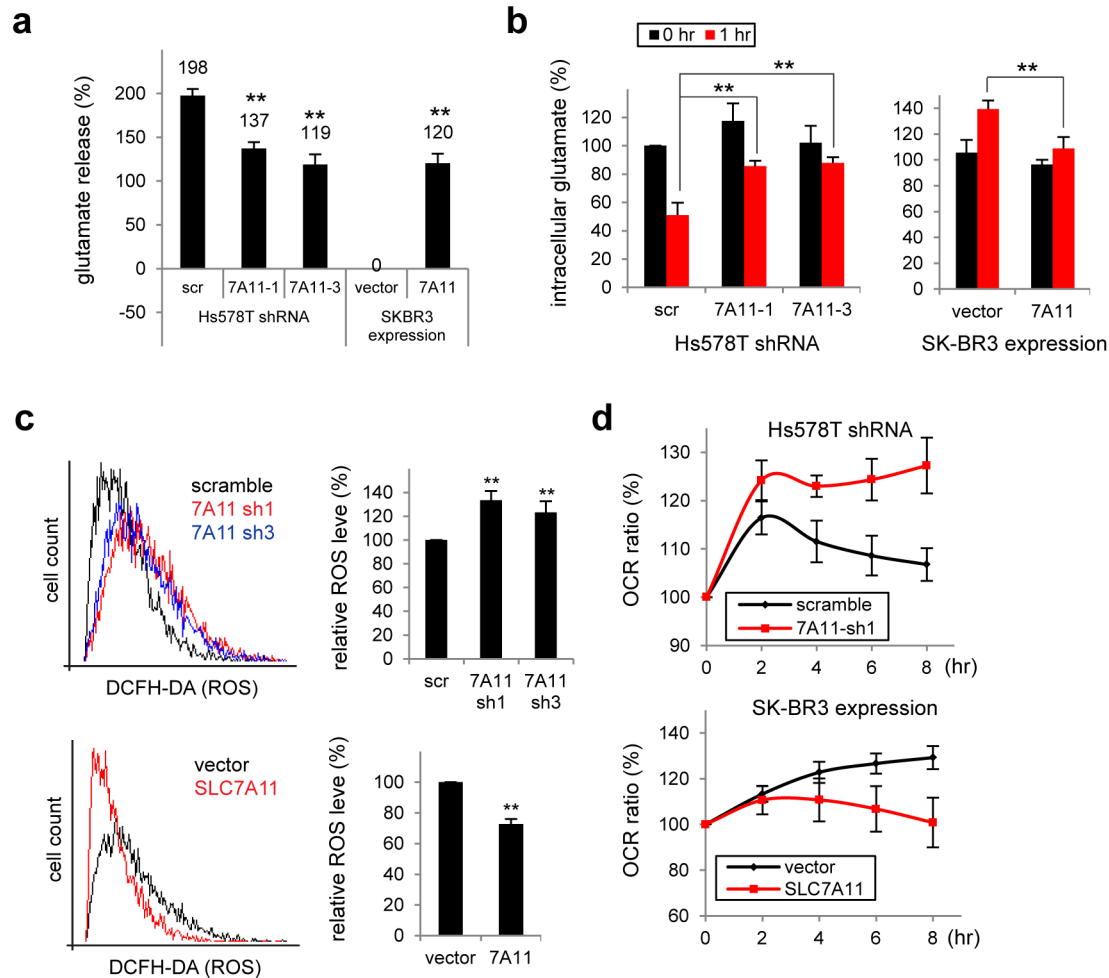 a
glutamate release (%)
200
150
100
50
0
-50
198
**
137
**
119
0
**
120
scr 7A11-1 7A11-3 vector 7A11
Hs578T shRNA
SKBR3
expression
b
0 hr 1 hr
intracellular glutamate (%)
120
100
80
60
40
20
0
**
**
scr 7A11-1 7A11-3
Hs578T shRNA
140
120
100
80
60
40
20
0
**
vector 7A11
SK-BR3 expression
c
cell count
scramble
7A11 sh1
7A11 sh3
DCFH-DA (ROS)
relative ROS level (%)
140
120
100
80
60
40
20
0
**
**
scr 7A11 7A11
sh1 sh3
cell count
vector
SLC7A11
DCFH-DA (ROS)
relative ROS level (%)
100
80
60
40
20
0
**
vector 7A11
d
Hs578T shRNA
OCR ratio (%)
130
120
110
100
90
scramble
7A11-sh1
0 2 4 6 8 (hr)
SK-BR3 expression
OCR ratio (%)
140
120
100
80
60
vector
SLC7A11
0 2 4 6 8 (hr)